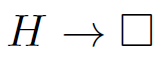 H → □